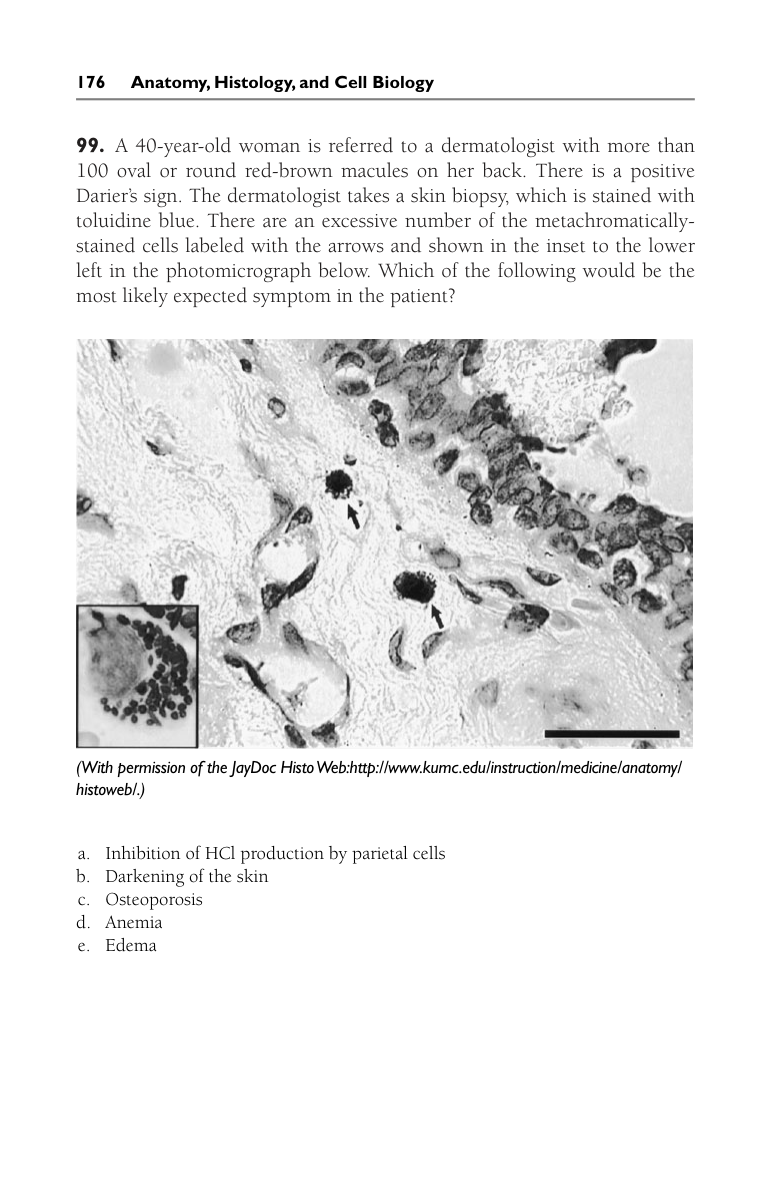 176 Anatomy, Histology, and Cell Biology
99. A 40-year-old woman is referred to a dermatologist with more than
100 oval or round red-brown macules on her back. There is a positive
Darier's sign. The dermatologist takes a skin biopsy, which is stained with
toluidine blue. There are an excessive number of the metachromatically-
stained cells labeled with the arrows and shown in the inset to the lower
left in the photomicrograph below. Which of the following would be the
most likely expected symptom in the patient?
(With permission of the JayDoc Histo Web:http://www.kumc.edu/instruction/medicine/anatomy/
histoweb/.)
a. Inhibition of HCl production by parietal cells
b. Darkening of the skin
c. Osteoporosis
d. Anemia
e. Edema